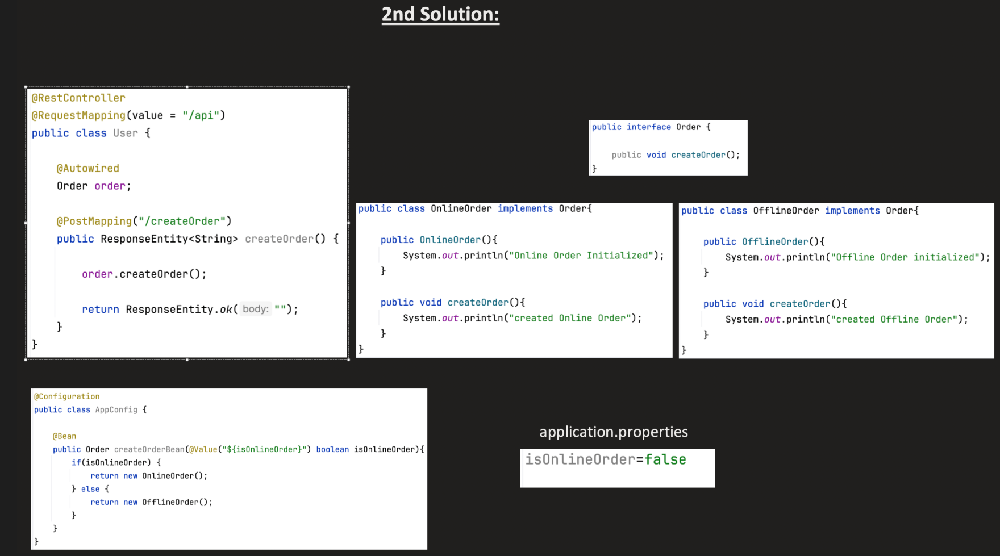 2nd Solution:
@RestController
@RequestMapping(value = "/api")
public class User {
@Autowired
Order order;
@PostMapping("/createOrder")
public ResponseEntity<String> createOrder() {
order.createOrder();
return ResponseEntity.ok( body: "");
}
}
public interface Order {
public void createOrder();
}
public class OnlineOrder implements Order{
public OnlineOrder(){
System.out.println("Online Order Initialized");
}
public void createOrder(){
System.out.println("created Online Order");
}
}
public class OfflineOrder implements Order{
public OfflineOrder(){
System.out.println("Offline Order initialized");
}
public void createOrder(){
System.out.println("created Offline Order");
}
}
@Configuration
public class AppConfig {
@Bean
public Order createOrderBean(@Value("${isOnlineOrder}") boolean isOnlineOrder){
if(isOnlineOrder) {
return new OnlineOrder();
} else {
return new OfflineOrder();
}
}
}
application.properties
isOnlineOrder=false